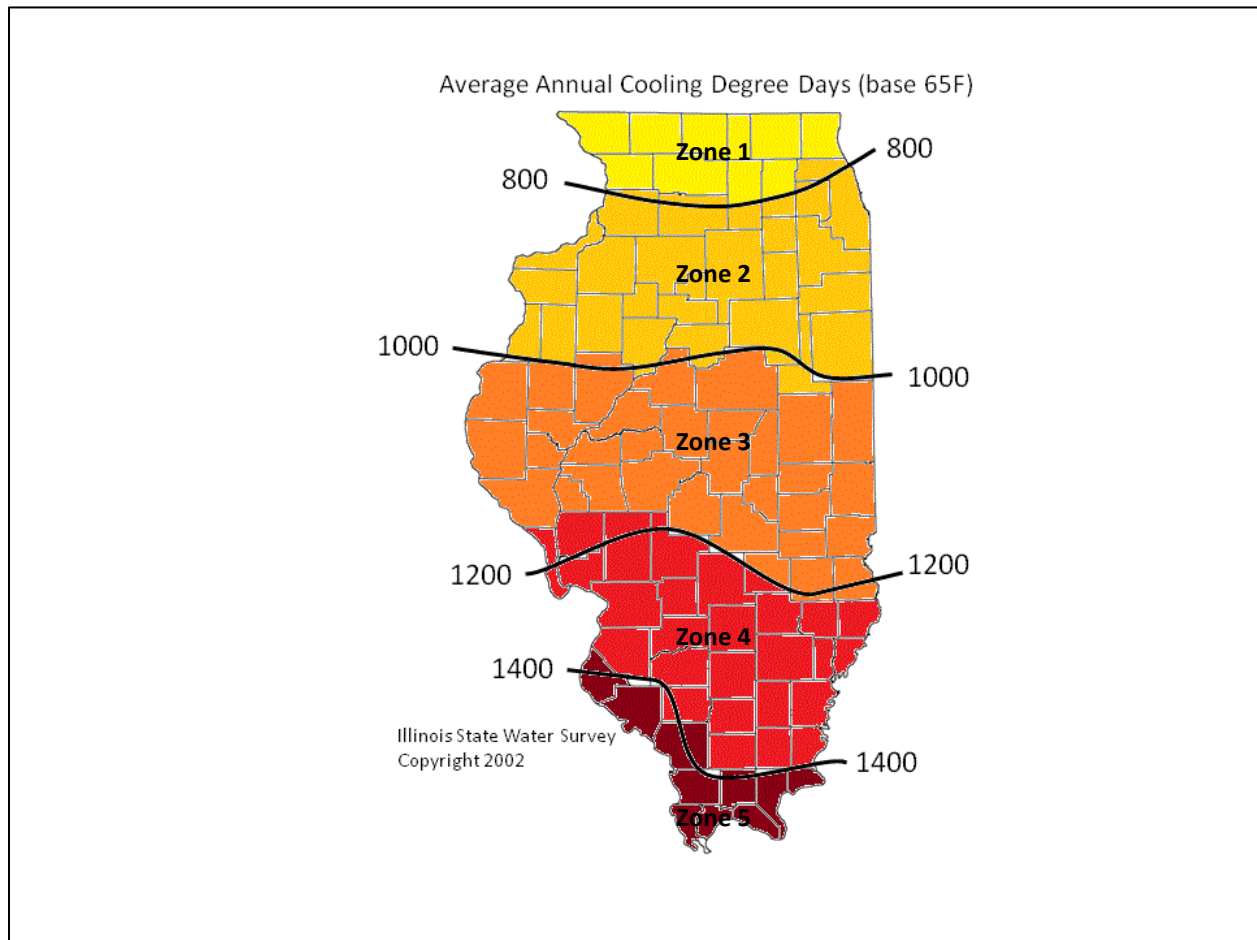 Average Annual Cooling Degree Days (base 65F)
Zone 1
800
800
Zone 2
1000
1000
Zone 3
1200
1200
Zone 4
1400
Illinois State Water Survey
Copyright 2002
1400
Zone 5